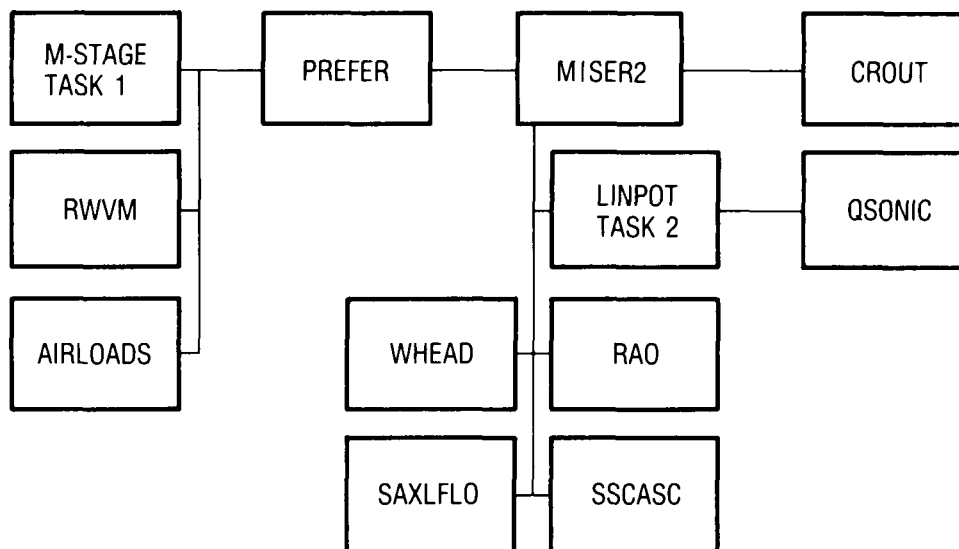 M-STAGE
TASK 1
PREFER
MISER2
CROUT
RWVM
LINPOT
TASK 2
QSONIC
AIRLOADS
WHEAD
RAO
SAXLFLO
SSCASC